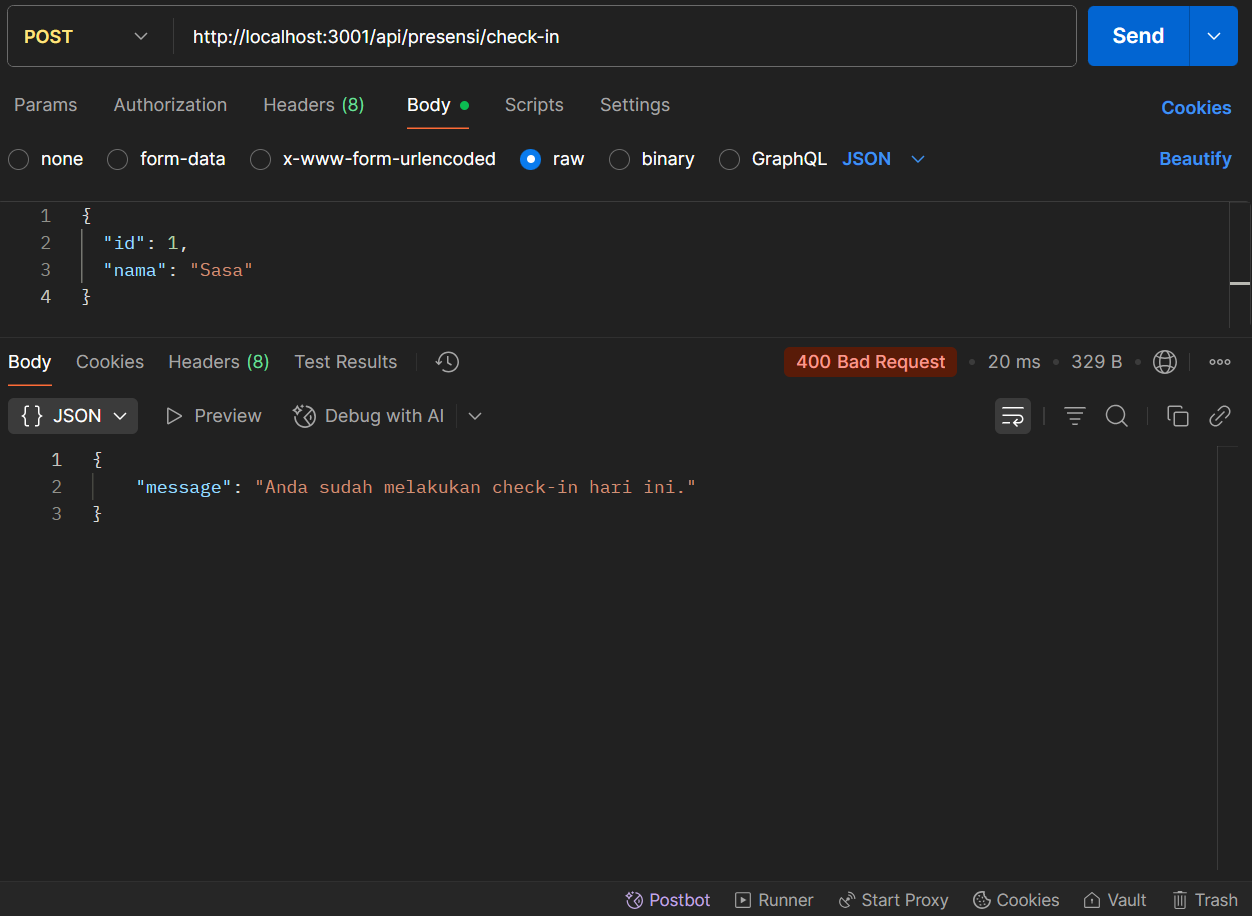 POST http://localhost:3001/api/presensi/check-in Send
Params Authorization Headers (8) Body Scripts Settings Cookies
none form-data x-www-form-urlencoded raw binary GraphQL JSON Beautify
1 {
2 "id": 1,
3 "nama": "Sasa"
4 }
Body Cookies Headers (8) Test Results 400 Bad Request 20 ms 329 B
{} JSON Preview Debug with AI
1 {
2 "message": "Anda sudah melakukan check-in hari ini."
3 }
Postbot Runner Start Proxy Cookies Vault Trash